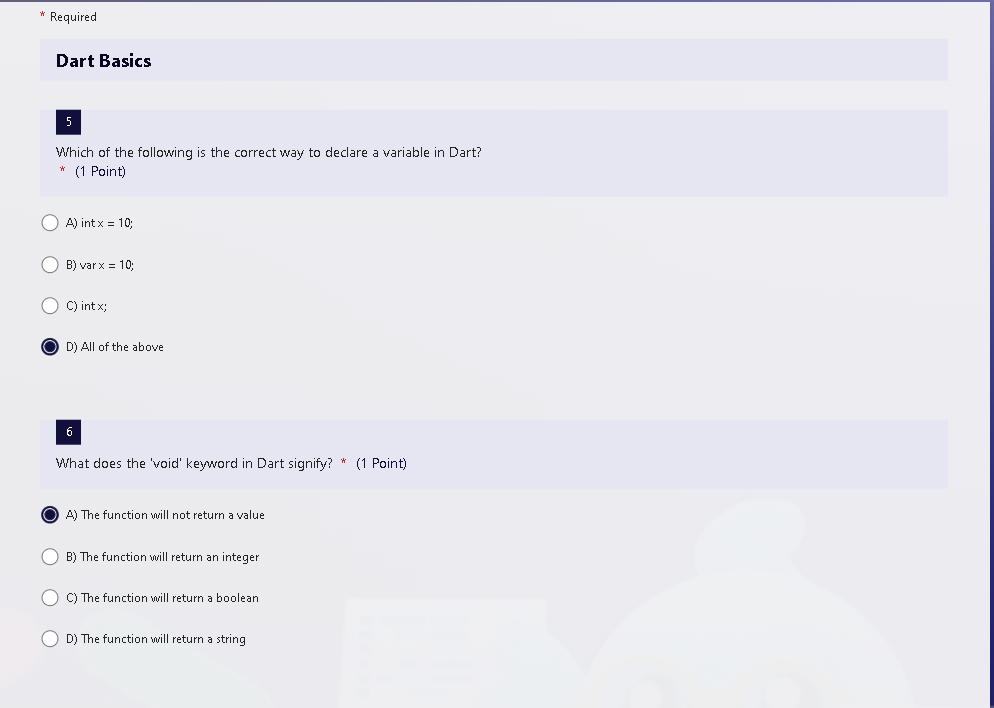 * Required
Dart Basics
5
Which of the following is the correct way to declare a variable in Dart?
* (1 Point)
A) int x = 10;
B) var x = 10;
C) int x;
D) All of the above
6
What does the 'void' keyword in Dart signify? * (1 Point)
A) The function will not return a value
B) The function will return an integer
C) The function will return a boolean
D) The function will return a string